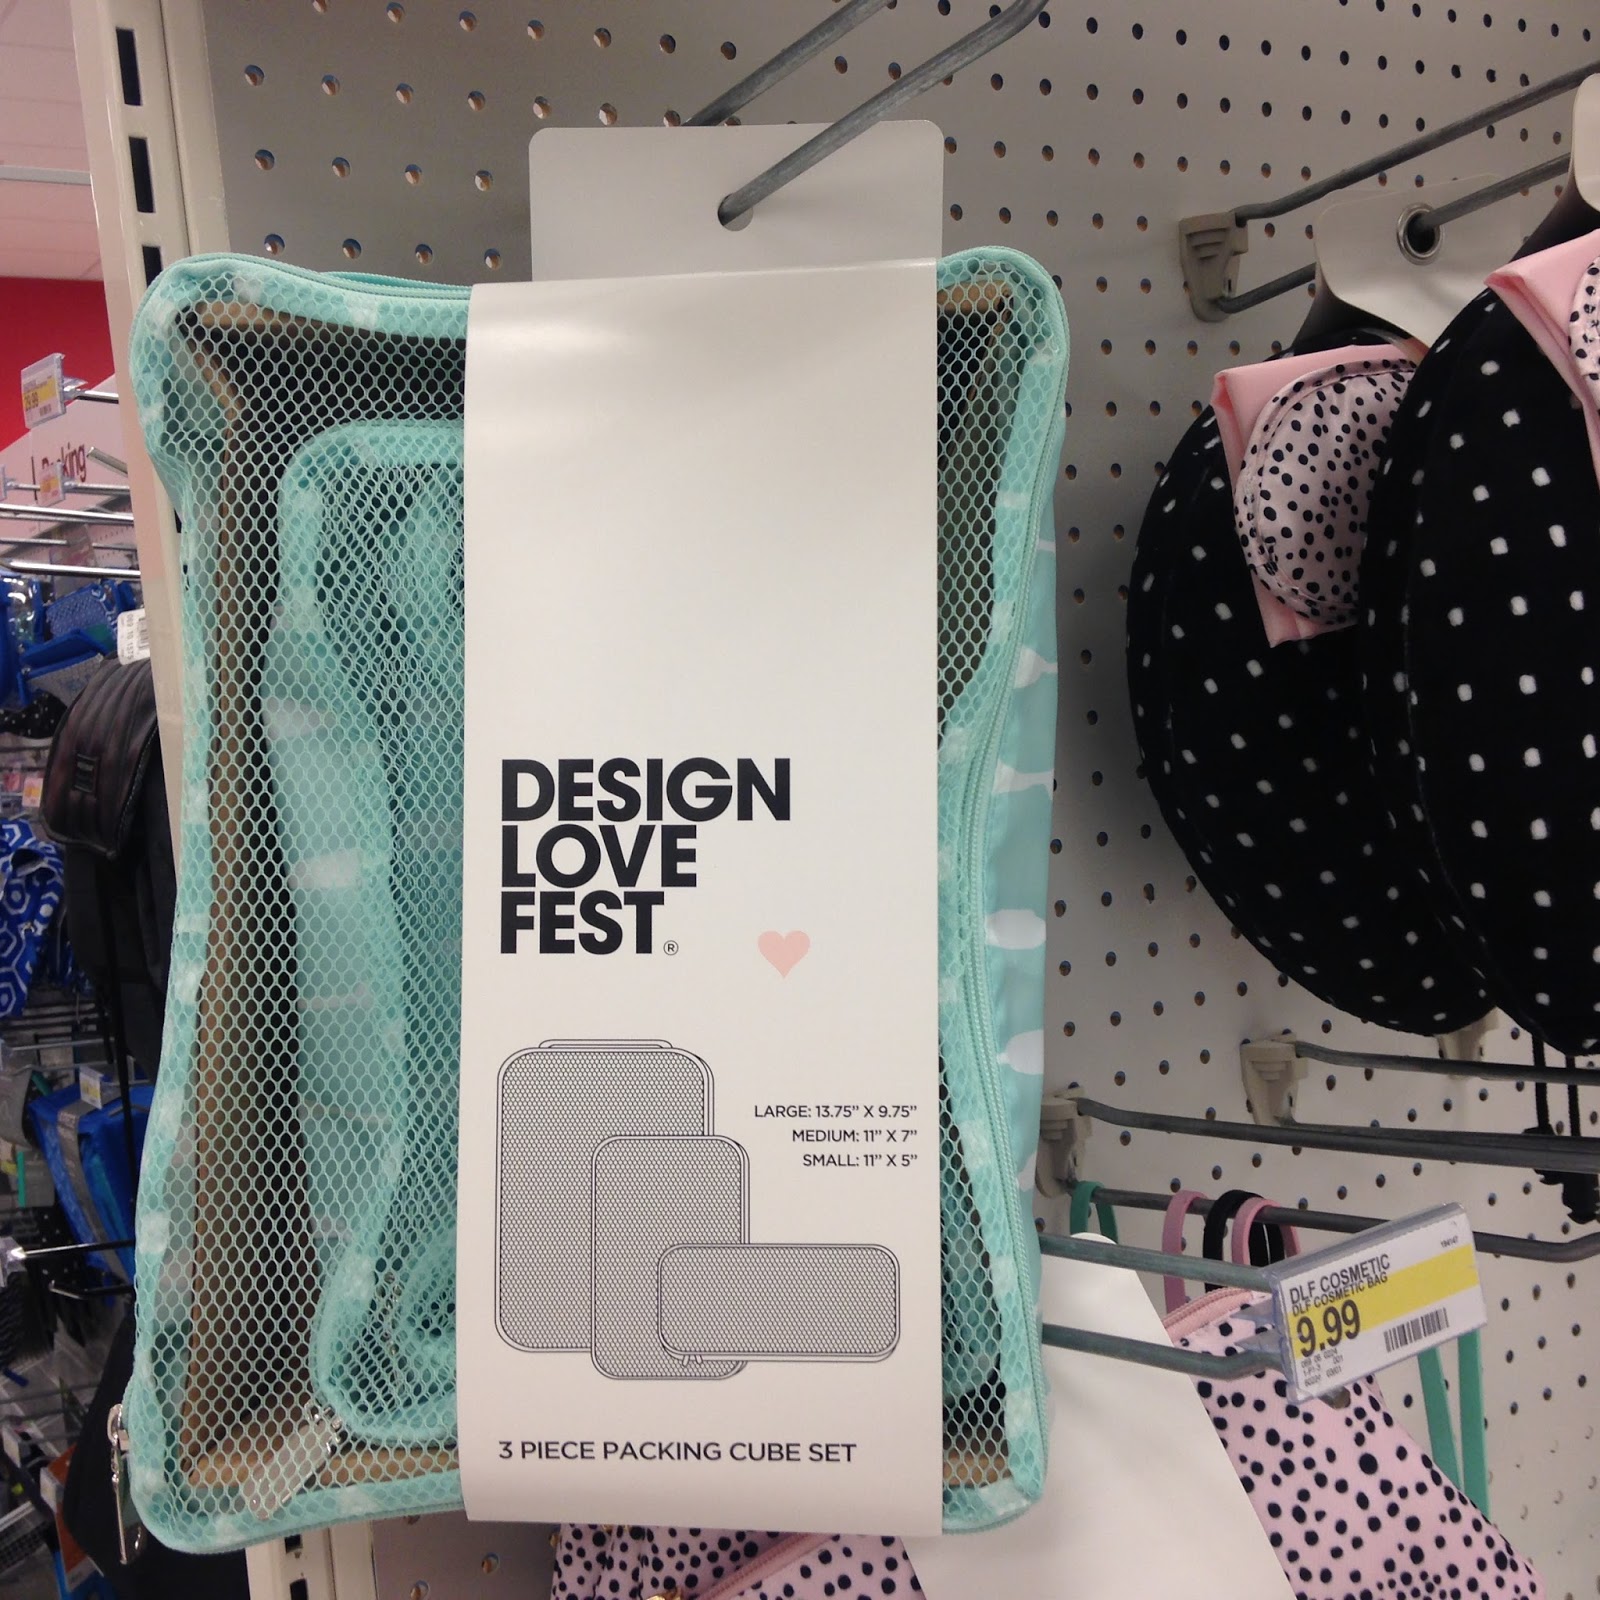 DESIGN
LOVE
FEST®
LARGE: 13.75” X 9.75”
MEDIUM: 11” X 7”
SMALL: 11” X 5”
3 PIECE PACKING CUBE SET
DLF COSMETIC
DLF COSMETIC BAG
9.99